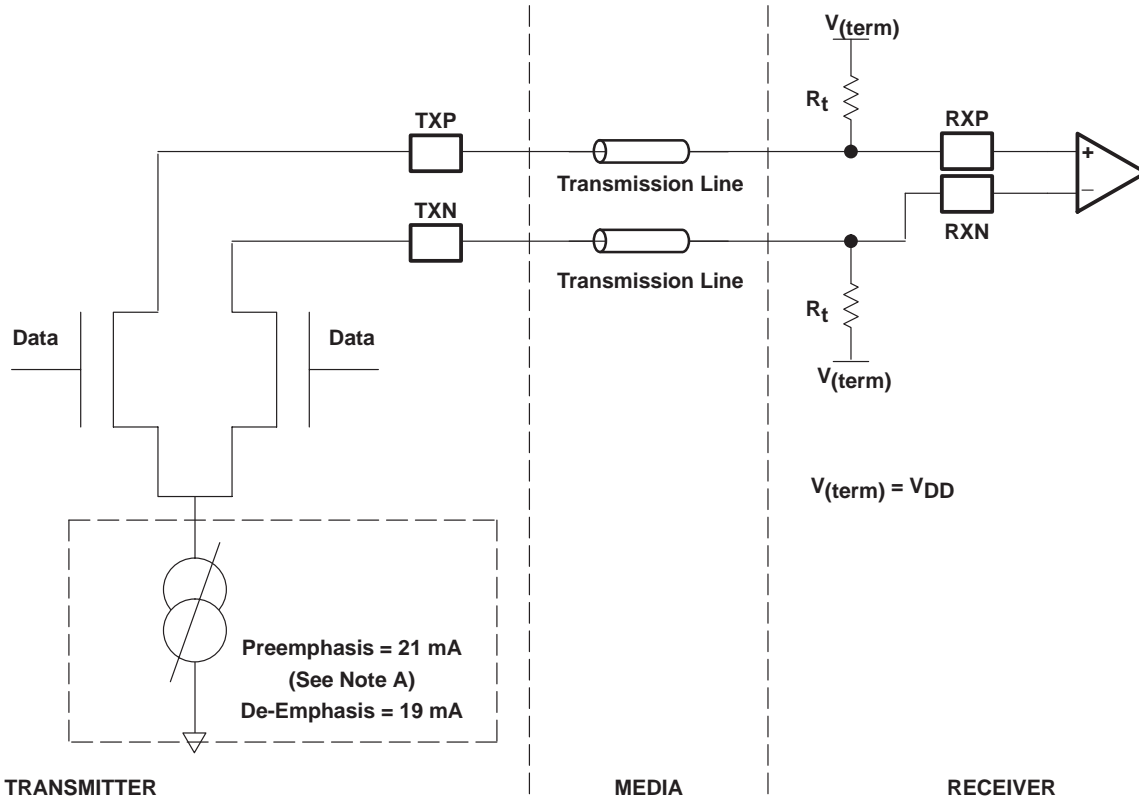 V(term)
Rt
TXP
RXP
+
Transmission Line
−
TXN
RXN
Transmission Line
Rt
Data
Data
V(term)
V(term) = VDD
Preemphasis = 21 mA
(See Note A)
De-Emphasis = 19 mA
TRANSMITTER
MEDIA
RECEIVER